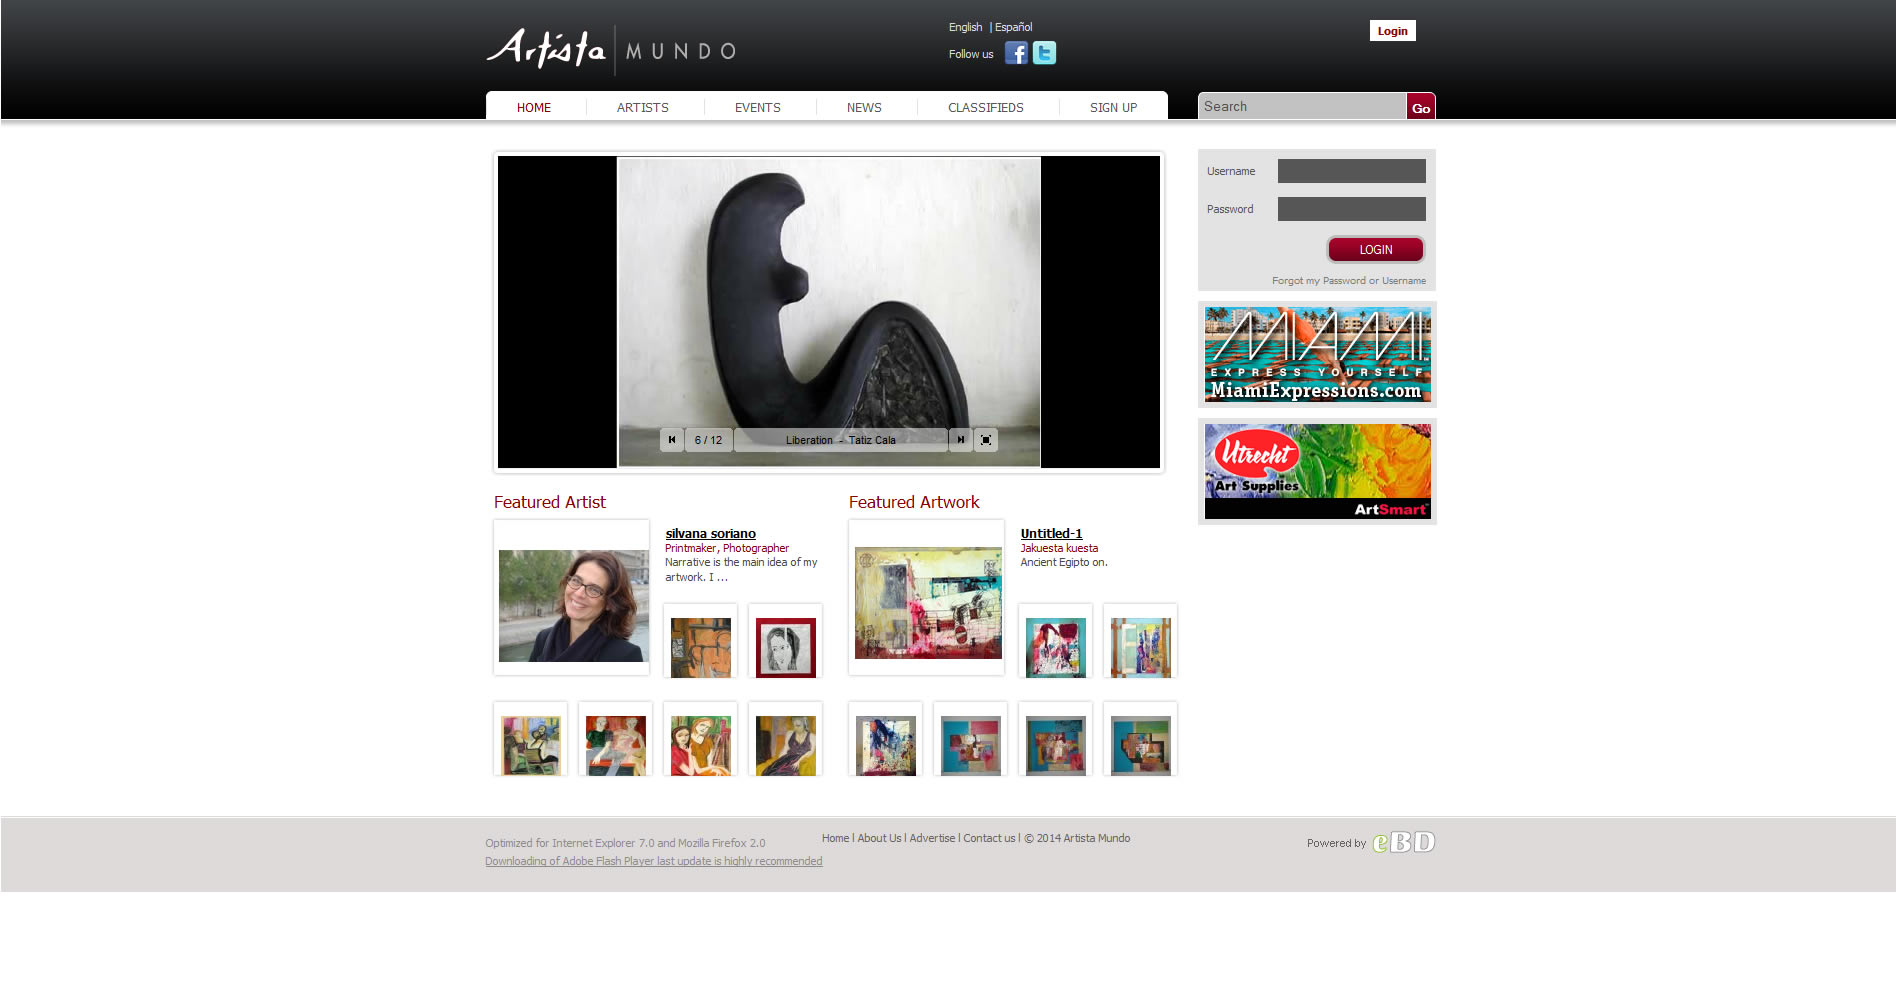 Artista MUNDO
English | Español
Follow us
Login
HOME
ARTISTS
EVENTS
NEWS
CLASSIFIEDS
SIGN UP
Search
Go
6 / 12
Liberation - Tatiz Cala
Username
Password
LOGIN
Forgot my Password or Username
MIAMI
EXPRESS YOURSELF
MiamiExpressions.com
Utrecht
Art Supplies
ArtSmart
Featured Artist
silvana soriano
Printmaker, Photographer
Narrative is the main idea of my
artwork. I ...
Featured Artwork
Untitled-1
Jakuesta kuesta
Ancient Egipto on.
Optimized for Internet Explorer 7.0 and Mozilla Firefox 2.0
Downloading of Adobe Flash Player last update is highly recommended
Home | About Us | Advertise | Contact us | © 2014 Artista Mundo
Powered by eBD